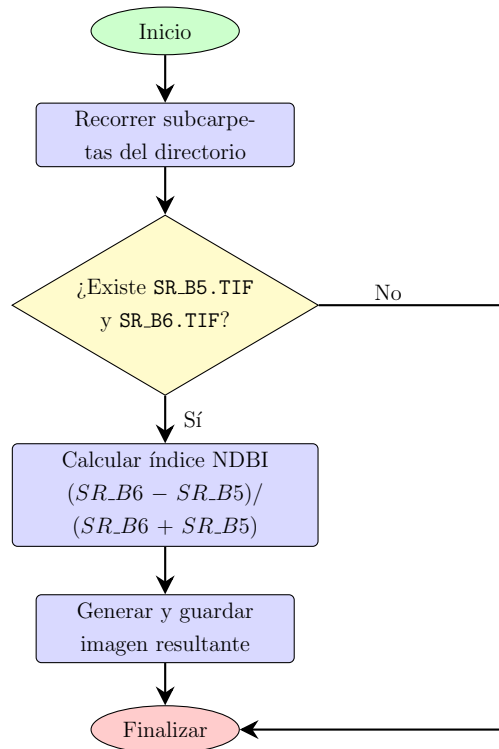 Inicio
Recorrer subcarpe-
tas del directorio
¿Existe SR_B5.TIF
y SR_B6.TIF?
No
Sí
Calcular índice NDBI
(SR_B6 − SR_B5)/
(SR_B6 + SR_B5)
Generar y guardar
imagen resultante
Finalizar